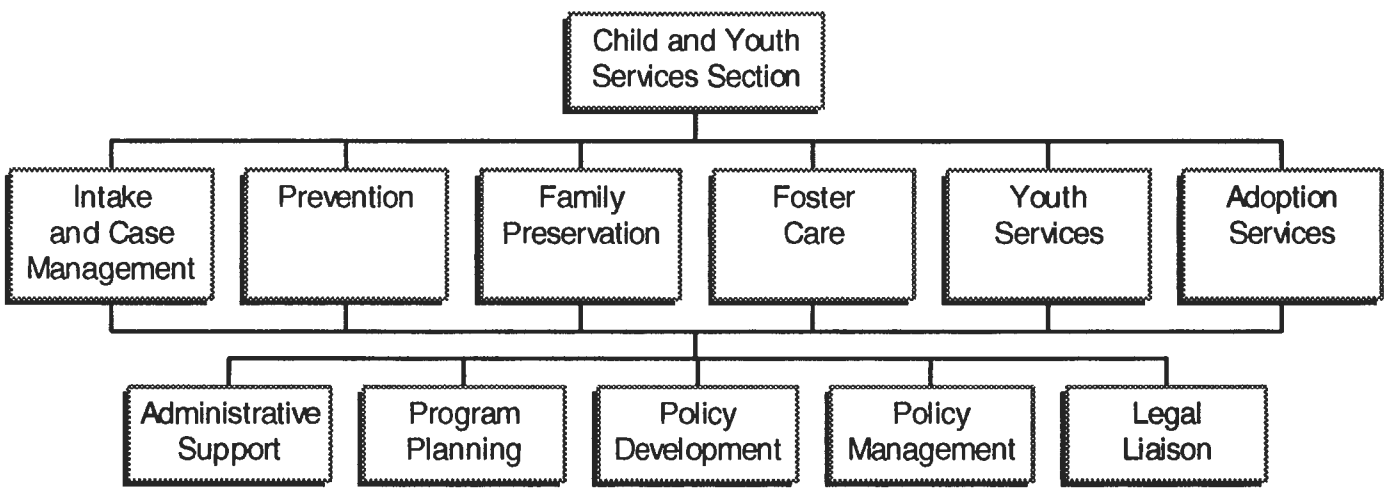 Child and Youth
Services Section
Intake
and Case
Management
Prevention
Family
Preservation
Foster
Care
Youth
Services
Adoption
Services
Administrative
Support
Program
Planning
Policy
Development
Policy
Management
Legal
Liaison